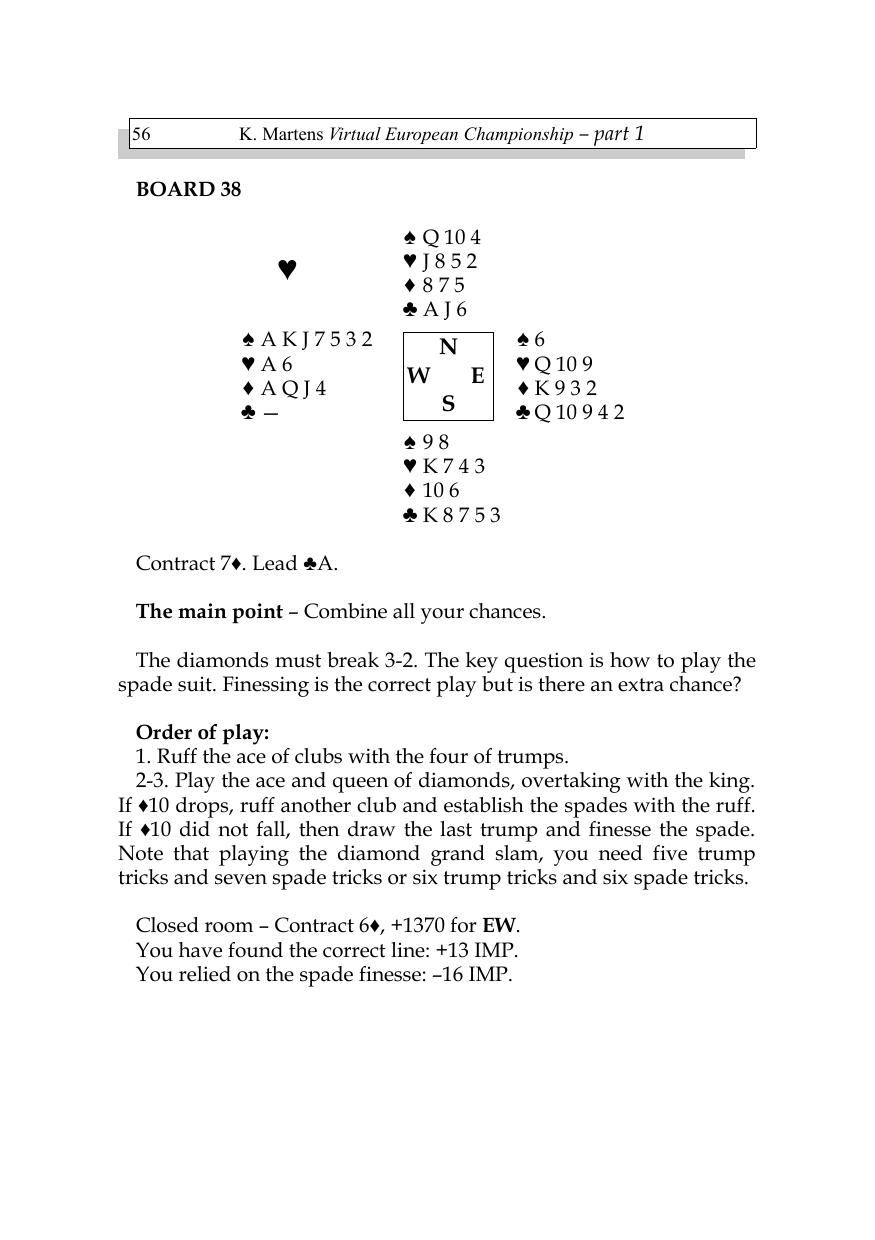 56 K. Martens Virtual European Championship – part 1
BOARD 38
♠ Q 10 4
♥ J 8 5 2
♥
♦ 8 7 5
♣ A J 6
♠ A K J 7 5 3 2 N ♠ 6
♥ A 6 W E ♥ Q 10 9
♦ A Q J 4 ♦ K 9 3 2
♣ — S ♣ Q 10 9 4 2
♠ 9 8
♥ K 7 4 3
♦ 10 6
♣ K 8 7 5 3
Contract 7♦. Lead ♣A.
The main point – Combine all your chances.
The diamonds must break 3-2. The key question is how to play the
spade suit. Finessing is the correct play but is there an extra chance?
Order of play:
1. Ruff the ace of clubs with the four of trumps.
2-3. Play the ace and queen of diamonds, overtaking with the king.
If ♦10 drops, ruff another club and establish the spades with the ruff.
If ♦10 did not fall, then draw the last trump and finesse the spade.
Note that playing the diamond grand slam, you need five trump
tricks and seven spade tricks or six trump tricks and six spade tricks.
Closed room – Contract 6♦, +1370 for EW.
You have found the correct line: +13 IMP.
You relied on the spade finesse: –16 IMP.